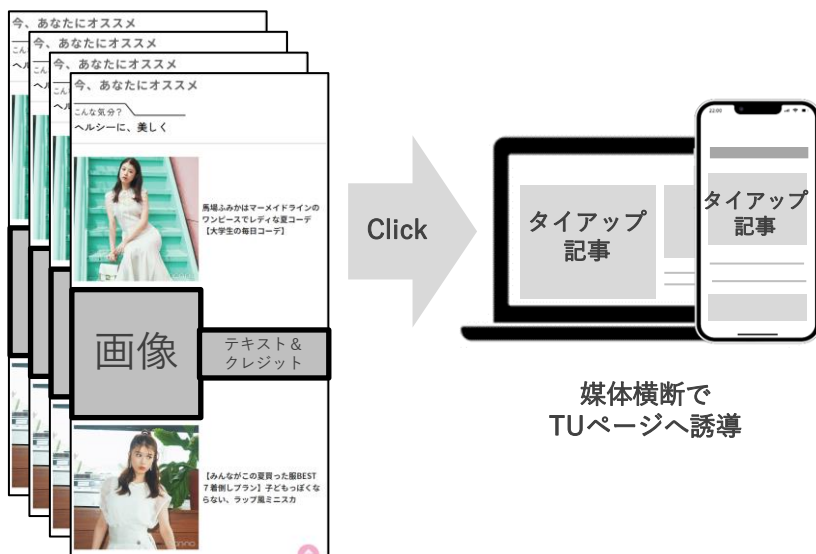 今、あなたにオススメ
今、あなたにオススメ
今、あなたにオススメ
今、あなたにオススメ
こんな気分?
ヘルシーに、美しく
馬場ふみかはマーメイドラインの
ワンピースでレディな夏コーデ
【大学生の毎日コーデ】
画像
テキスト&
クレジット
【みんながこの夏買った服BEST
7着倒しプラン】子どもっぽくな
らない、ラップ風ミニスカ
Click
タイアップ
記事
22:00
タイアップ
記事
媒体横断で
TUページへ誘導